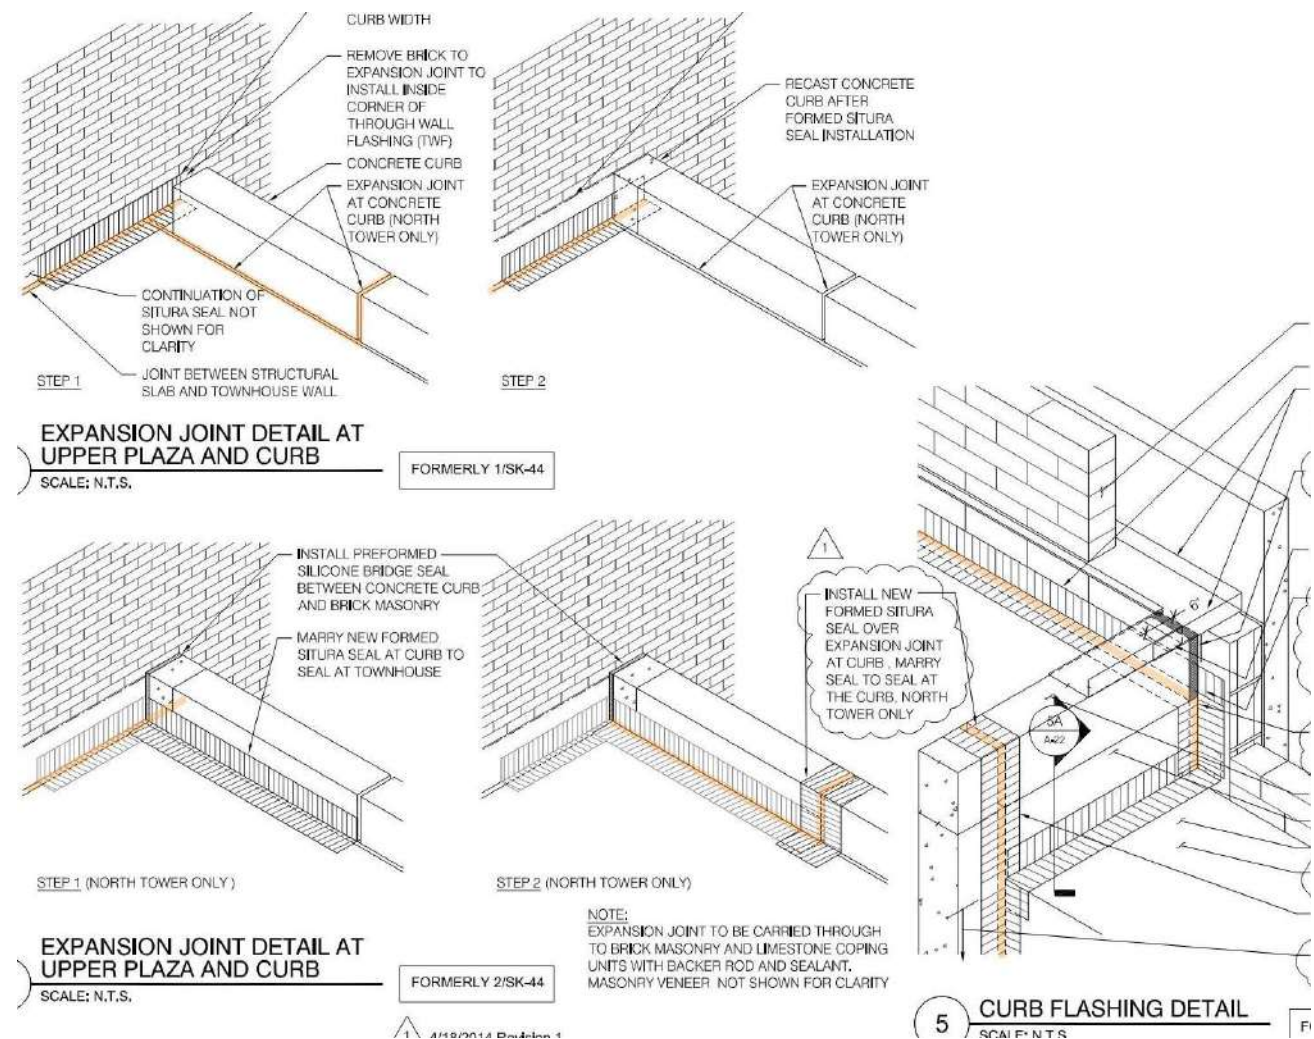 CURB WIDTH
REMOVE BRICK TO
EXPANSION JOINT TO
INSTALL INSIDE
CORNER OF
THROUGH WALL
FLASHING (TWF)
CONCRETE CURB
EXPANSION JOINT
AT CONCRETE
CURB (NORTH
TOWER ONLY)
CONTINUATION OF
SITURA SEAL NOT
SHOWN FOR
CLARITY
JOINT BETWEEN STRUCTURAL
SLAB AND TOWNHOUSE WALL
STEP 1
RECAST CONCRETE
CURB AFTER
FORMED SITURA
SEAL INSTALLATION
EXPANSION JOINT
AT CONCRETE
CURB (NORTH
TOWER ONLY)
STEP 2
EXPANSION JOINT DETAIL AT
UPPER PLAZA AND CURB
SCALE: N.T.S.
FORMERLY 1/SK-44
INSTALL PREFORMED
SILICONE BRIDGE SEAL
BETWEEN CONCRETE CURB
AND BRICK MASONRY
MARRY NEW FORMED
SITURA SEAL AT CURB TO
SEAL AT TOWNHOUSE
STEP 1 (NORTH TOWER ONLY )
1
INSTALL NEW
FORMED SITURA
SEAL OVER
EXPANSION JOINT
AT CURB , MARRY
SEAL TO SEAL AT
THE CURB, NORTH
TOWER ONLY
STEP 2 (NORTH TOWER ONLY)
NOTE:
EXPANSION JOINT TO BE CARRIED THROUGH
TO BRICK MASONRY AND LIMESTONE COPING
UNITS WITH BACKER ROD AND SEALANT.
MASONRY VENEER NOT SHOWN FOR CLARITY
EXPANSION JOINT DETAIL AT
UPPER PLAZA AND CURB
SCALE: N.T.S.
FORMERLY 2/SK-44
1 4/18/2014 Revision 1
6"
5A
A-22
5 CURB FLASHING DETAIL
SCALE: N.T.S.